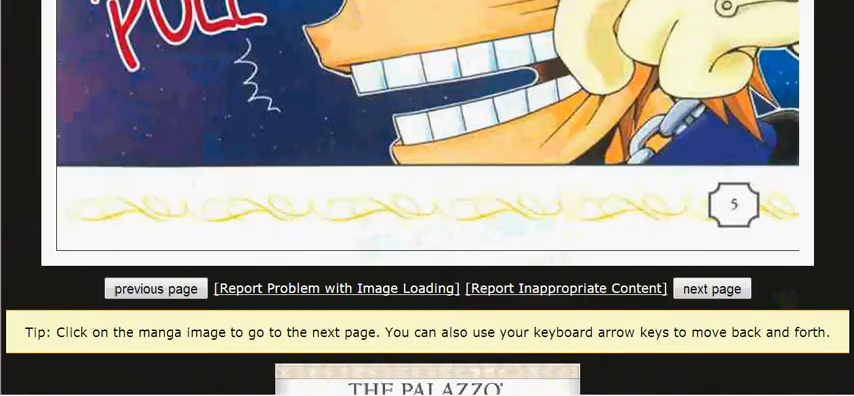 PULL
5
previous page [Report Problem with Image Loading] [Report Inappropriate Content] next page
Tip: Click on the manga image to go to the next page. You can also use your keyboard arrow keys to move back and forth.
THE PALAZZO